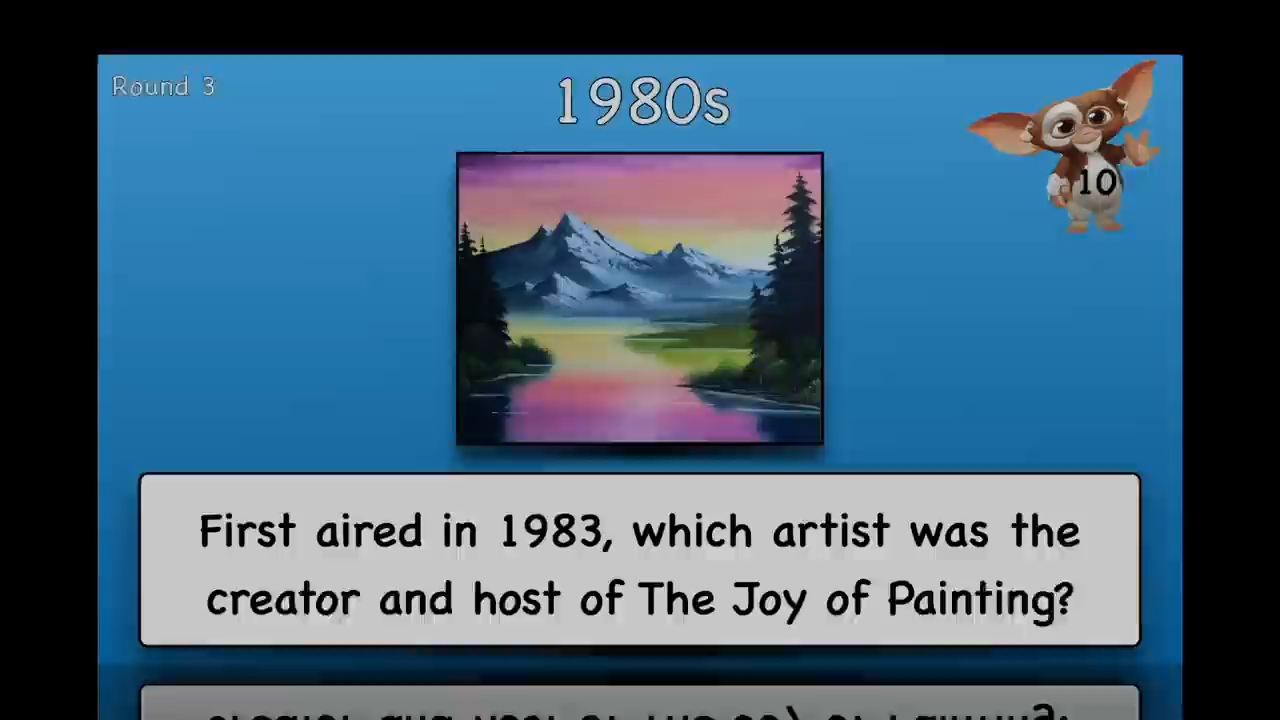 Round 3
1980s
10
First aired in 1983, which artist was the
creator and host of The Joy of Painting?